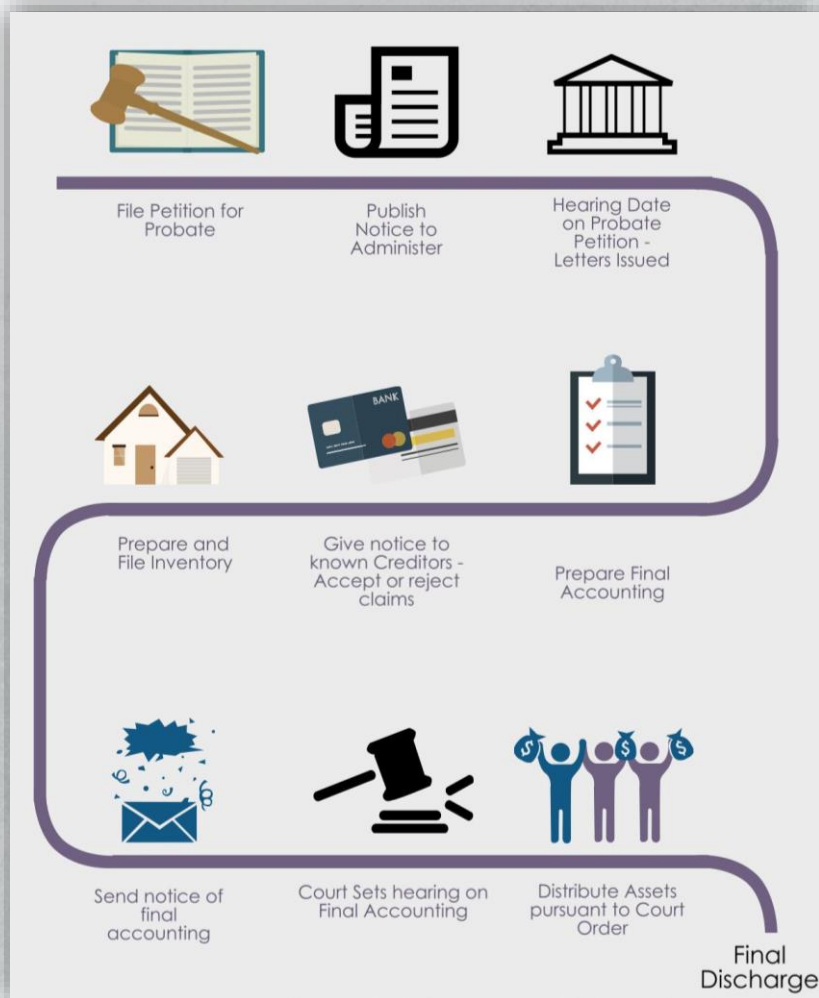 File Petition for
Probate
Publish
Notice to
Administer
Hearing Date
on Probate
Petition -
Letters Issued
BANK
Prepare and
File Inventory
Give notice to
known Creditors -
Accept or reject
claims
Prepare Final
Accounting
$
$
$
Send notice of
final
accounting
Court Sets hearing on
Final Accounting
Distribute Assets
pursuant to Court
Order
Final
Discharge